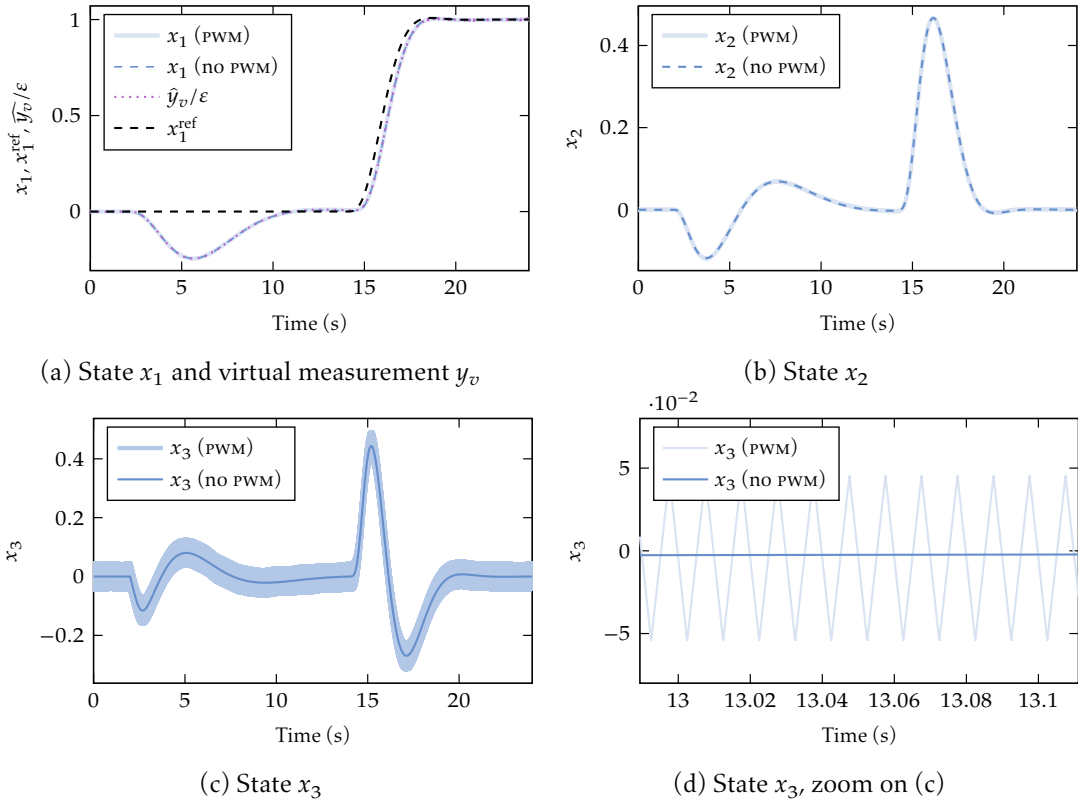 x₁ (PWM)
x₁ (no PWM)
ŷᵥ/ε
x₁ʳᵉᶠ
x₁, x₁ʳᵉᶠ, ŷᵥ/ε
1
0.5
0
0 5 10 15 20
Time (s)
(a) State x₁ and virtual measurement yᵥ
x₂ (PWM)
x₂ (no PWM)
x₂
0.4
0.2
0
0 5 10 15 20
Time (s)
(b) State x₂
x₃ (PWM)
x₃ (no PWM)
x₃
0.4
0.2
0
−0.2
0 5 10 15 20
Time (s)
(c) State x₃
·10⁻²
x₃ (PWM)
x₃ (no PWM)
x₃
5
0
−5
13 13.02 13.04 13.06 13.08 13.1
Time (s)
(d) State x₃, zoom on (c)